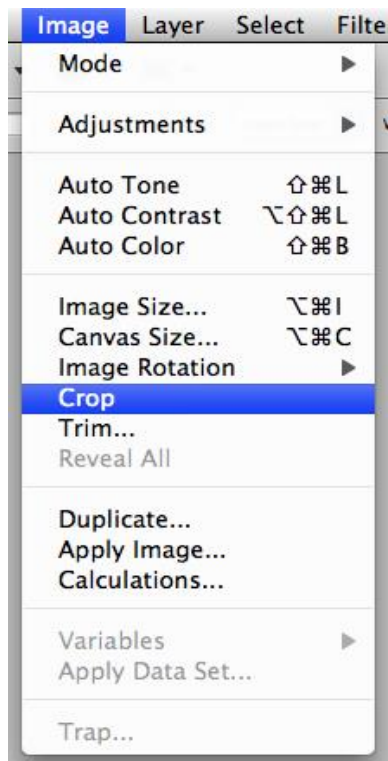 Image Layer Select Filte
Mode ▶
Adjustments ▶
Auto Tone ⇧⌘L
Auto Contrast ⌥⇧⌘L
Auto Color ⇧⌘B
Image Size... ⌥⌘I
Canvas Size... ⌥⌘C
Image Rotation ▶
Crop
Trim...
Reveal All
Duplicate...
Apply Image...
Calculations...
Variables ▶
Apply Data Set...
Trap...